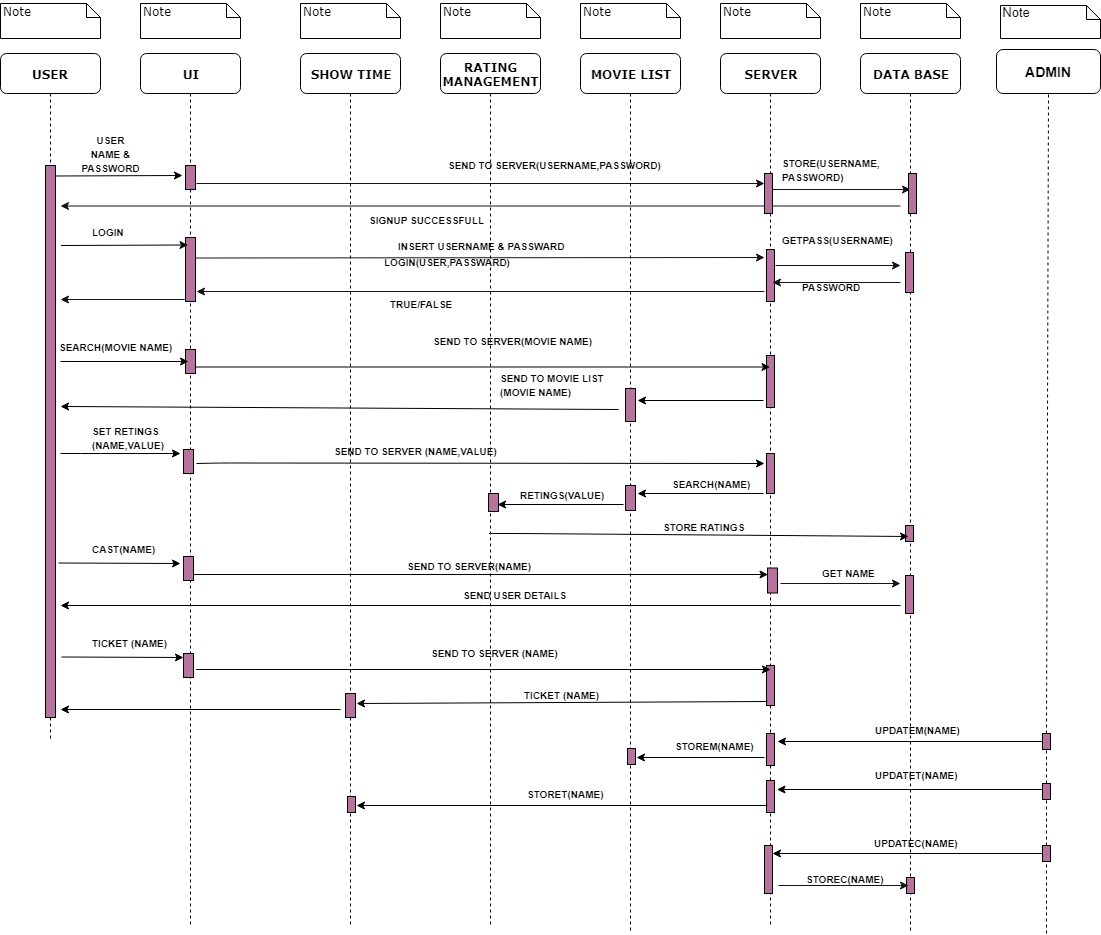 Note
Note
Note
Note
Note
Note
Note
Note
USER
UI
SHOW TIME
RATING
MANAGEMENT
MOVIE LIST
SERVER
DATA BASE
ADMIN
USER
NAME &
PASSWORD
SEND TO SERVER(USERNAME,PASSWORD)
STORE(USERNAME,
PASSWORD)
SIGNUP SUCCESSFULL
LOGIN
INSERT USERNAME & PASSWARD
LOGIN(USER,PASSWARD)
GETPASS(USERNAME)
PASSWORD
TRUE/FALSE
SEARCH(MOVIE NAME)
SEND TO SERVER(MOVIE NAME)
SEND TO MOVIE LIST
(MOVIE NAME)
SET RETINGS
(NAME,VALUE)
SEND TO SERVER (NAME,VALUE)
SEARCH(NAME)
RETINGS(VALUE)
STORE RATINGS
CAST(NAME)
SEND TO SERVER(NAME)
GET NAME
SEND USER DETAILS
TICKET (NAME)
SEND TO SERVER (NAME)
TICKET (NAME)
UPDATEM(NAME)
STOREM(NAME)
UPDATET(NAME)
STORET(NAME)
UPDATEC(NAME)
STOREC(NAME)